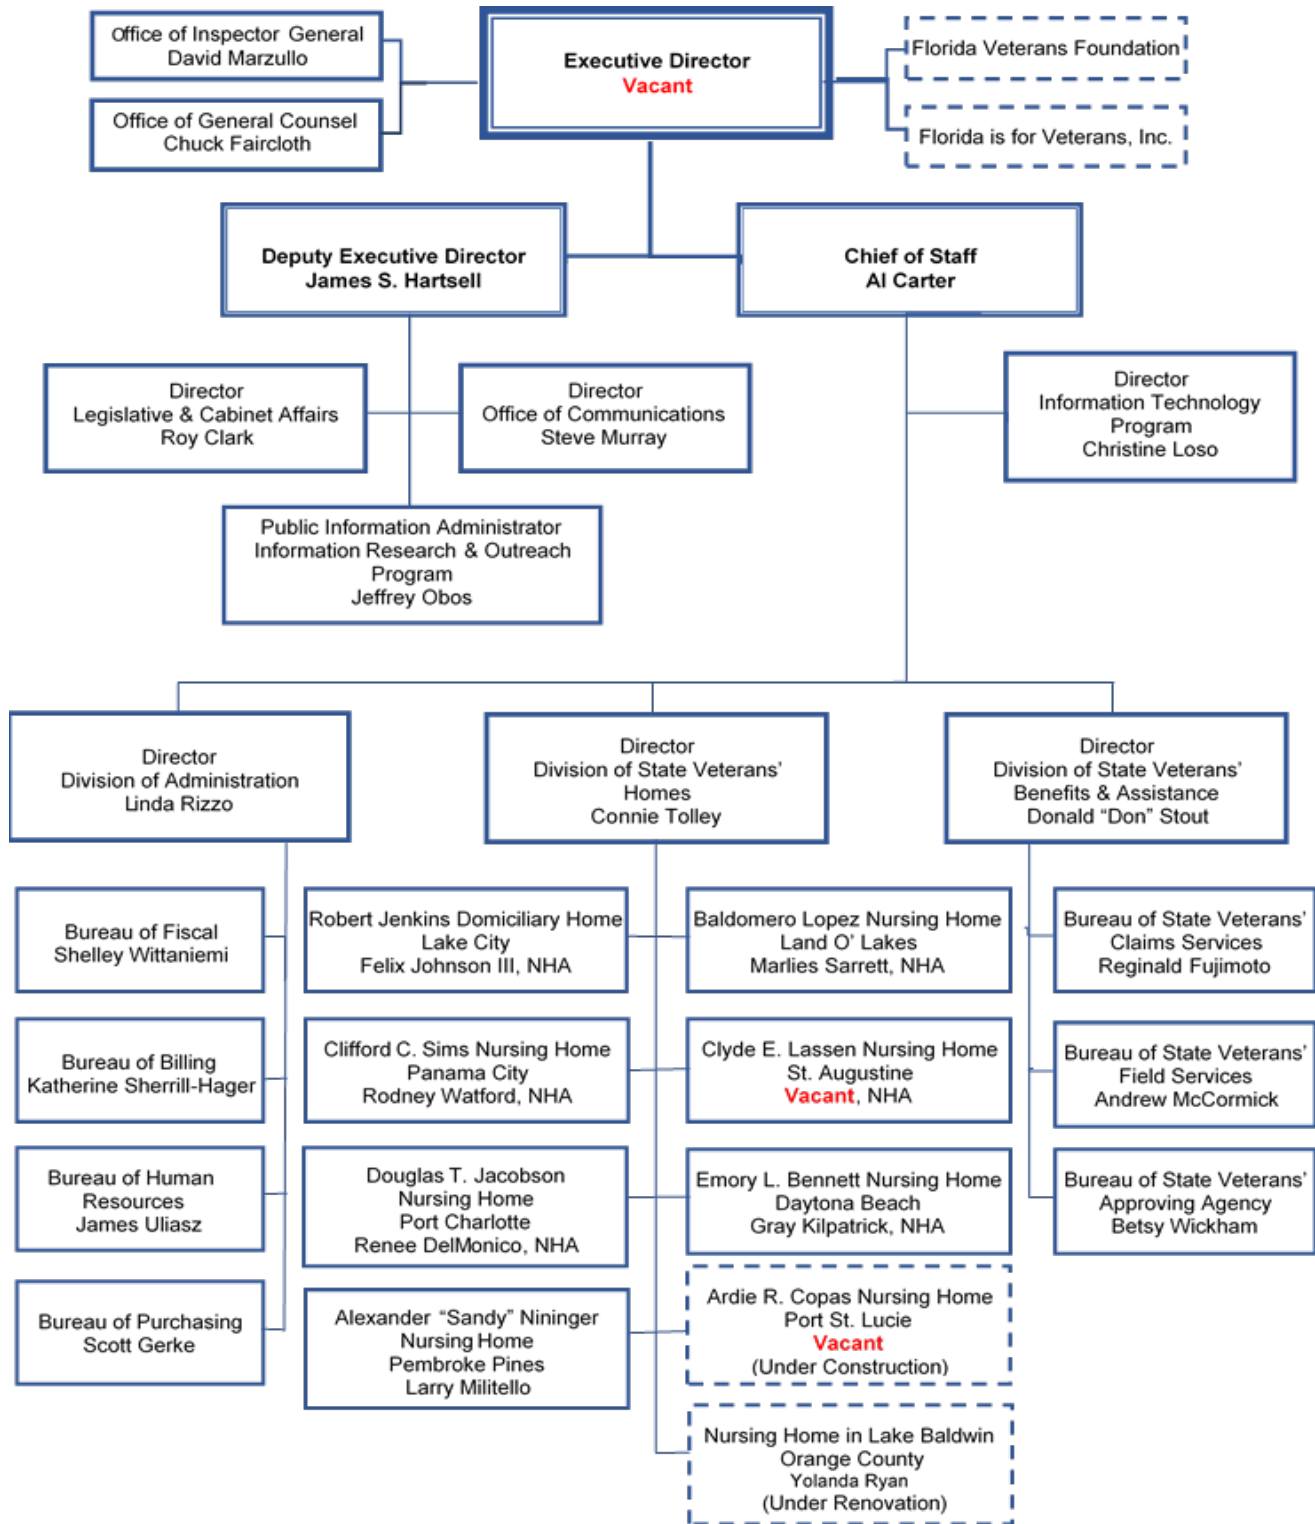 Office of Inspector General
David Marzullo
Executive Director
Vacant
Florida Veterans Foundation
Office of General Counsel
Chuck Faircloth
Florida is for Veterans, Inc.
Deputy Executive Director
James S. Hartsell
Chief of Staff
Al Carter
Director
Legislative & Cabinet Affairs
Roy Clark
Director
Office of Communications
Steve Murray
Director
Information Technology
Program
Christine Loso
Public Information Administrator
Information Research & Outreach
Program
Jeffrey Obos
Director
Division of Administration
Linda Rizzo
Director
Division of State Veterans'
Homes
Connie Tolley
Director
Division of State Veterans'
Benefits & Assistance
Donald “Don” Stout
Bureau of Fiscal
Shelley Wittaniemi
Robert Jenkins Domiciliary Home
Lake City
Felix Johnson III, NHA
Baldomero Lopez Nursing Home
Land O' Lakes
Marlies Sarrett, NHA
Bureau of State Veterans'
Claims Services
Reginald Fujimoto
Bureau of Billing
Katherine Sherrill-Hager
Clifford C. Sims Nursing Home
Panama City
Rodney Watford, NHA
Clyde E. Lassen Nursing Home
St. Augustine
Vacant, NHA
Bureau of State Veterans'
Field Services
Andrew McCormick
Bureau of Human
Resources
James Uliasz
Douglas T. Jacobson
Nursing Home
Port Charlotte
Renee DelMonico, NHA
Emory L. Bennett Nursing Home
Daytona Beach
Gray Kilpatrick, NHA
Bureau of State Veterans'
Approving Agency
Betsy Wickham
Bureau of Purchasing
Scott Gerke
Alexander “Sandy” Nininger
Nursing Home
Pembroke Pines
Larry Militello
Ardie R. Copas Nursing Home
Port St. Lucie
Vacant
(Under Construction)
Nursing Home in Lake Baldwin
Orange County
Yolanda Ryan
(Under Renovation)